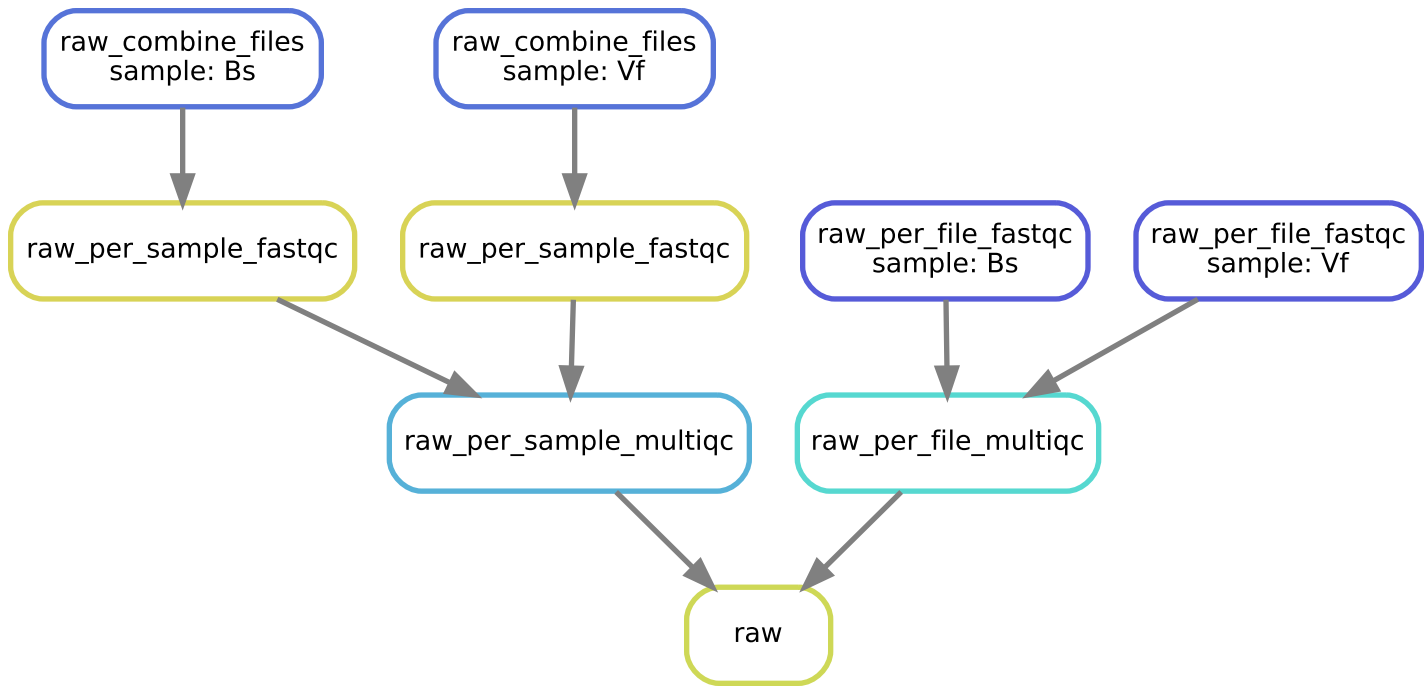 raw_combine_files
sample: Bs
raw_combine_files
sample: Vf
raw_per_sample_fastqc
raw_per_sample_fastqc
raw_per_file_fastqc
sample: Bs
raw_per_file_fastqc
sample: Vf
raw_per_sample_multiqc
raw_per_file_multiqc
raw